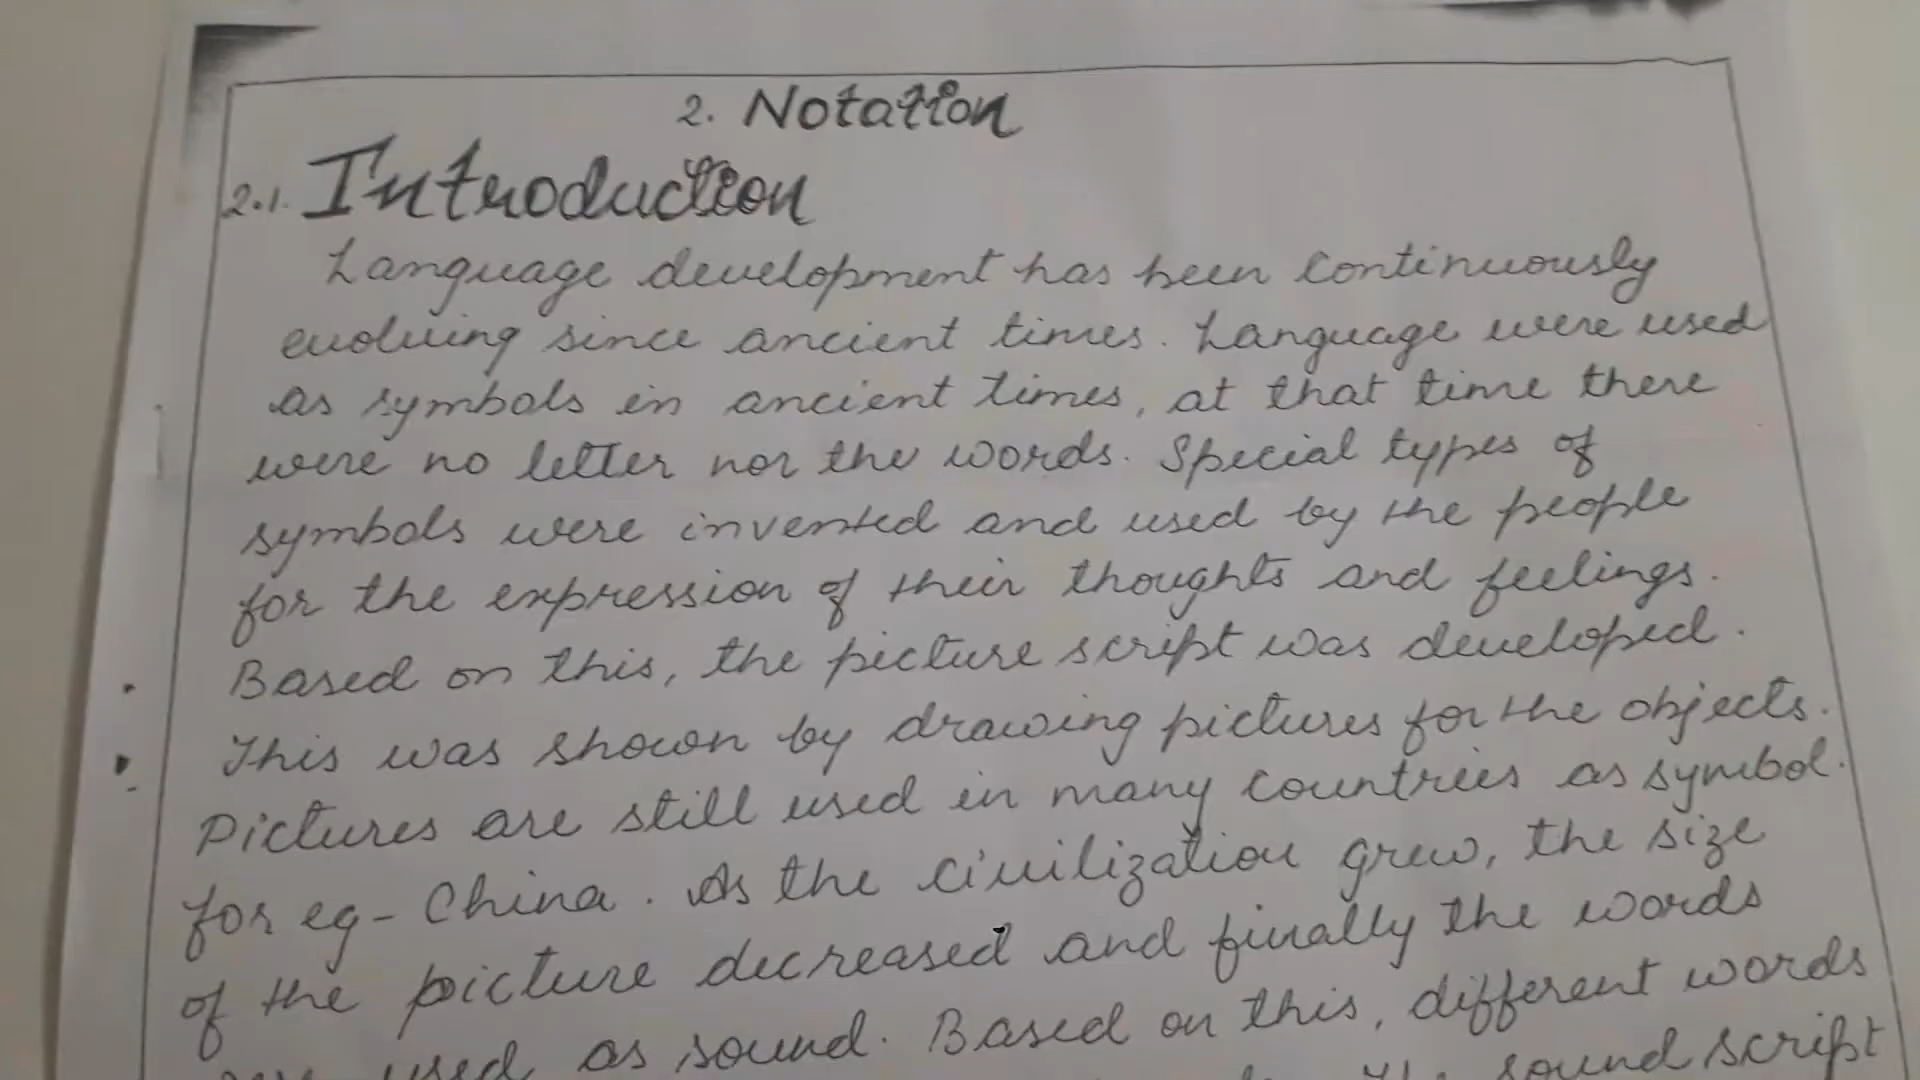 2. Notation
2.1. Introduction
Language development has been continuously
evolving since ancient times. Language were used
as symbols in ancient times, at that time there
were no letter nor the words. Special types of
symbols were invented and used by the people
for the expression of their thoughts and feelings.
Based on this, the picture script was developed.
This was shown by drawing pictures for the objects.
Pictures are still used in many countries as symbol.
for eg- China. As the civilization grew, the size
of the picture decreased and finally the words
used as sound. Based on this, different words
sound script